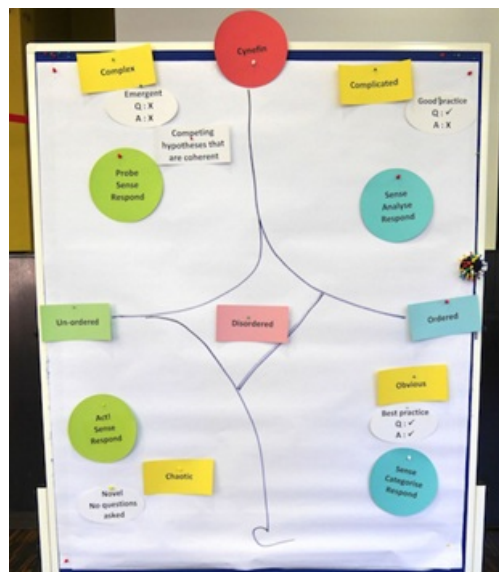 Cynefin
Complex
Emergent
Q : X
A : X
Competing
hypotheses that
are coherent
Probe
Sense
Respond
Complicated
Good practice
Q : ✓
A : X
Sense
Analyse
Respond
Un-ordered
Disordered
Ordered
Act!
Sense
Respond
Chaotic
Novel
No questions
asked
Obvious
Best practice
Q : ✓
A : ✓
Sense
Categorise
Respond